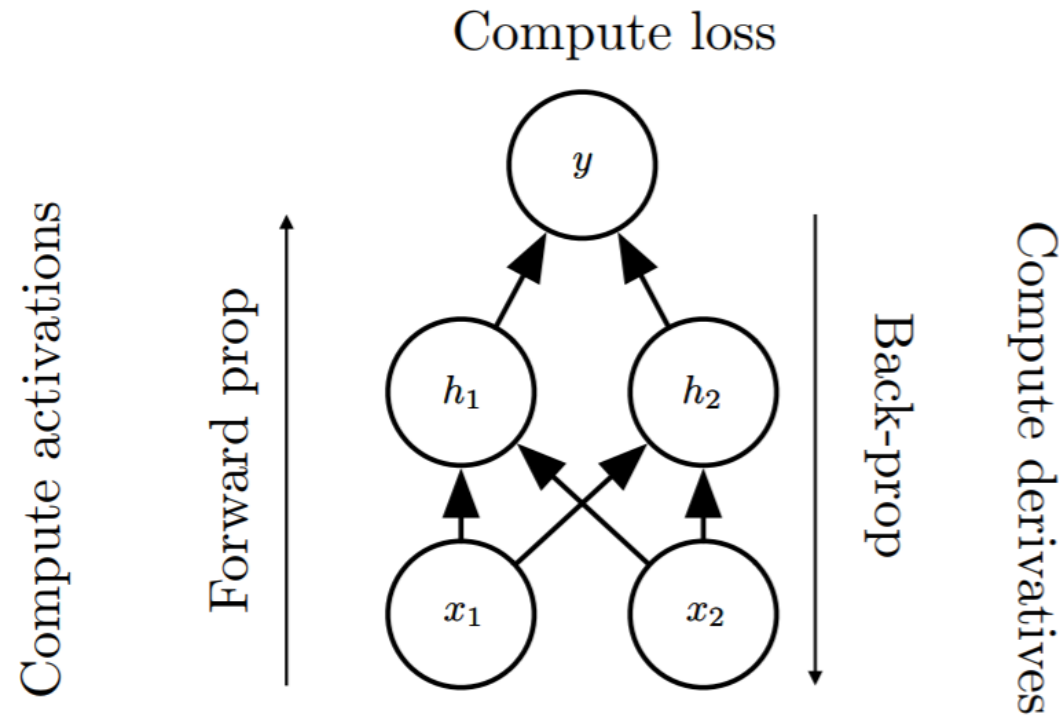 Compute loss
y
Compute activations
Forward prop
h₁
h₂
Back-prop
Compute derivatives
x₁
x₂